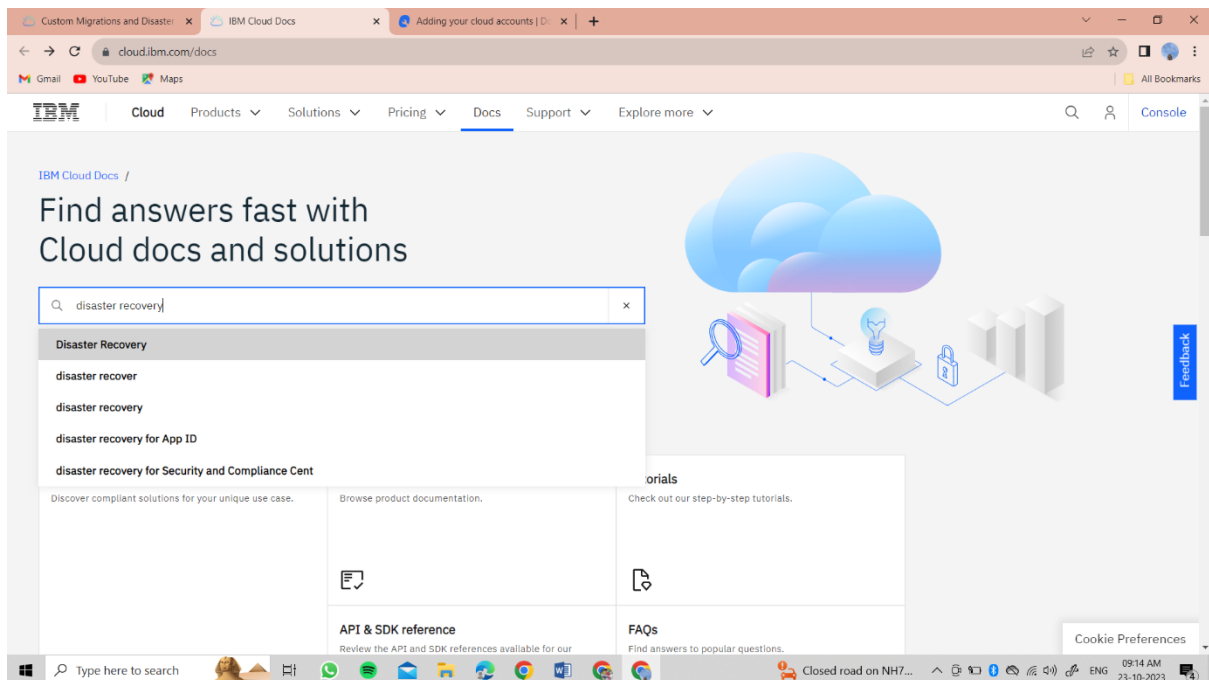 Custom Migrations and Disaster
IBM Cloud Docs
Adding your cloud accounts | Do
cloud.ibm.com/docs
Gmail
YouTube
Maps
All Bookmarks
IBM
Cloud
Products
Solutions
Pricing
Docs
Support
Explore more
Console
IBM Cloud Docs /
Find answers fast with
Cloud docs and solutions
disaster recovery
Disaster Recovery
disaster recover
disaster recovery
disaster recovery for App ID
disaster recovery for Security and Compliance Cent
orials
Discover compliant solutions for your unique use case.
Browse product documentation.
Check out our step-by-step tutorials.
API & SDK reference
Review the API and SDK references available for our
FAQs
Find answers to popular questions.
Feedback
Cookie Preferences
Type here to search
Closed road on NH7...
ENG
09:14 AM
23-10-2023
4